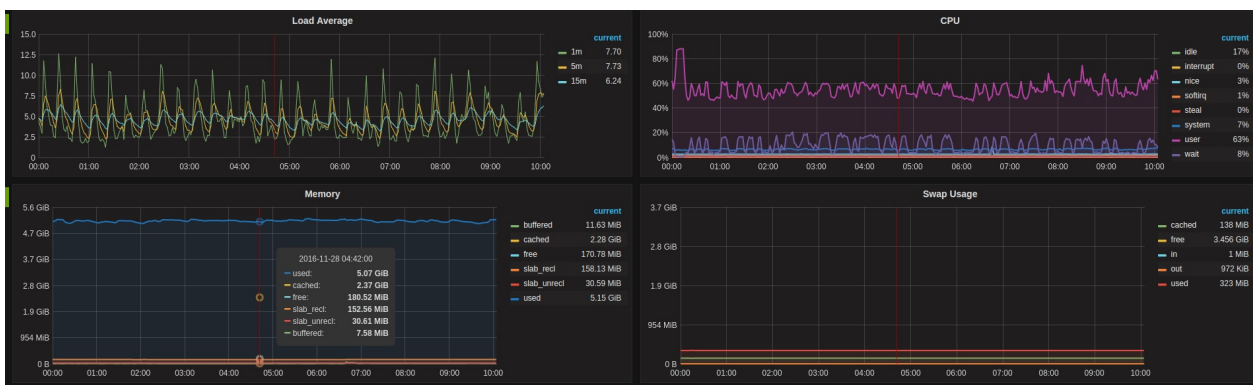 Load Average
15.0
12.5
10.0
7.5
5.0
2.5
0
00:00 01:00 02:00 03:00 04:00 05:00 06:00 07:00 08:00 09:00 10:00
current
1m 7.70
5m 7.73
15m 6.24
CPU
100%
80%
60%
40%
20%
0%
00:00 01:00 02:00 03:00 04:00 05:00 06:00 07:00 08:00 09:00 10:00
current
idle 17%
interrupt 0%
nice 3%
softirq 1%
steal 0%
system 7%
user 63%
wait 8%
Memory
5.6 GiB
4.7 GiB
3.7 GiB
2.8 GiB
1.9 GiB
954 MiB
0 B
00:00 01:00 02:00 03:00 04:00 05:00 06:00 07:00 08:00 09:00 10:00
2016-11-28 04:42:00
used: 5.07 GiB
cached: 2.37 GiB
free: 180.52 MiB
slab_recl: 152.56 MiB
slab_unrecl: 30.61 MiB
buffered: 7.58 MiB
current
buffered 11.63 MiB
cached 2.28 GiB
free 170.78 MiB
slab_recl 158.13 MiB
slab_unrecl 30.59 MiB
used 5.15 GiB
Swap Usage
3.7 GiB
2.8 GiB
1.9 GiB
954 MiB
0 B
00:00 01:00 02:00 03:00 04:00 05:00 06:00 07:00 08:00 09:00 10:00
current
cached 138 MiB
free 3.456 GiB
in 1 MiB
out 972 KiB
used 323 MiB